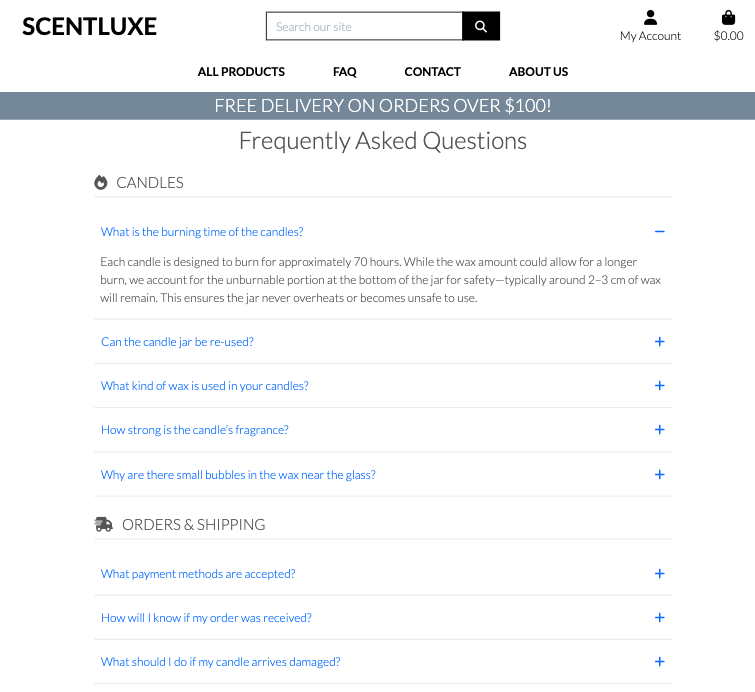 SCENTLUXE
Search our site
My Account
$0.00
ALL PRODUCTS
FAQ
CONTACT
ABOUT US
FREE DELIVERY ON ORDERS OVER $100!
Frequently Asked Questions
CANDLES
What is the burning time of the candles?
Each candle is designed to burn for approximately 70 hours. While the wax amount could allow for a longer
burn, we account for the unburnable portion at the bottom of the jar for safety—typically around 2–3 cm of wax
will remain. This ensures the jar never overheats or becomes unsafe to use.
Can the candle jar be re-used?
What kind of wax is used in your candles?
How strong is the candle's fragrance?
Why are there small bubbles in the wax near the glass?
ORDERS & SHIPPING
What payment methods are accepted?
How will I know if my order was received?
What should I do if my candle arrives damaged?